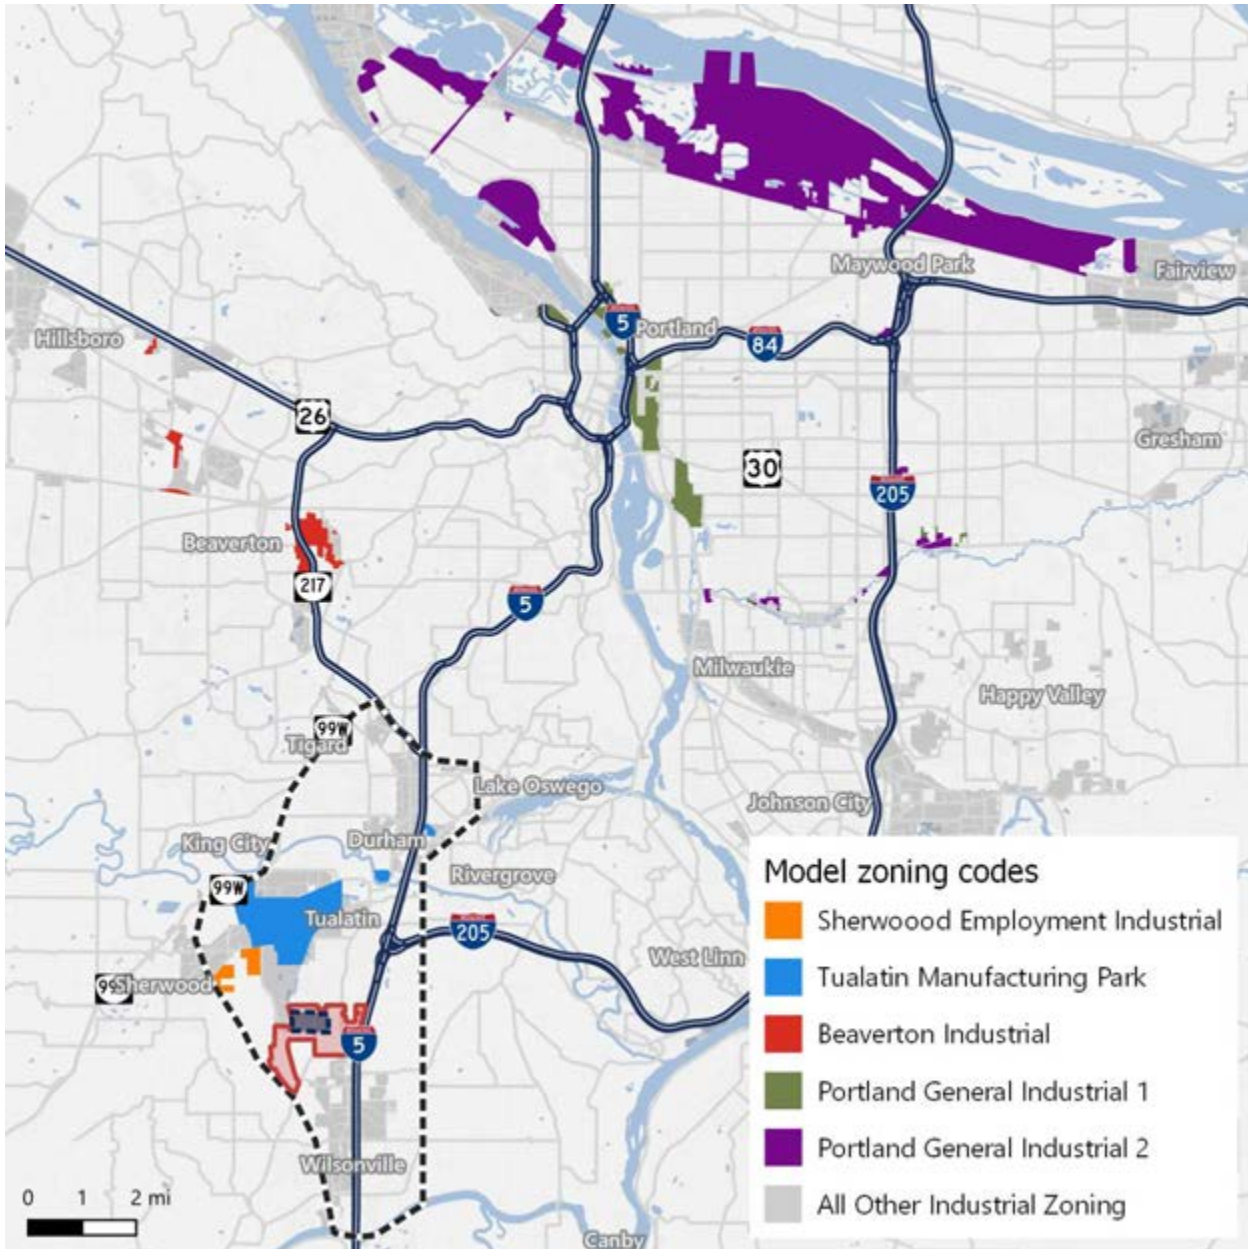 Maywood Park
Fairview
5
Portland
Hillsboro
84
26
Gresham
30
205
Beaverton
217
5
Milwaukie
Happy Valley
99W
Tigard
Lake Oswego
Johnson City
King City
Durham
Rivergrove
99W
Tualatin
205
West Linn
Sherwood
5
Wilsonville
Canby
0 1 2 mi
Model zoning codes
Sherwoood Employment Industrial
Tualatin Manufacturing Park
Beaverton Industrial
Portland General Industrial 1
Portland General Industrial 2
All Other Industrial Zoning